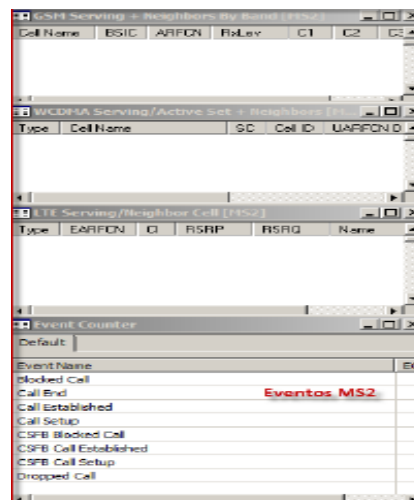 GSM Serving + Neighbors By Band [MS2]
Cell Name BSIC ARFCN RxLev C1 C2 C3
WCDMA Serving/Active Set + Neighbors
Type Cell Name SC Cell ID UARFCN D
LTE Serving/Neighbor Cell [MS2]
Type EARFCN CI RSRP RSRQ Name
Event Counter
Default
Event Name
Blocked Call
Call End Eventos MS2
Call Established
Call Setup
CSFB Blocked Call
CSFB Call Established
CSFB Call Setup
Dropped Call